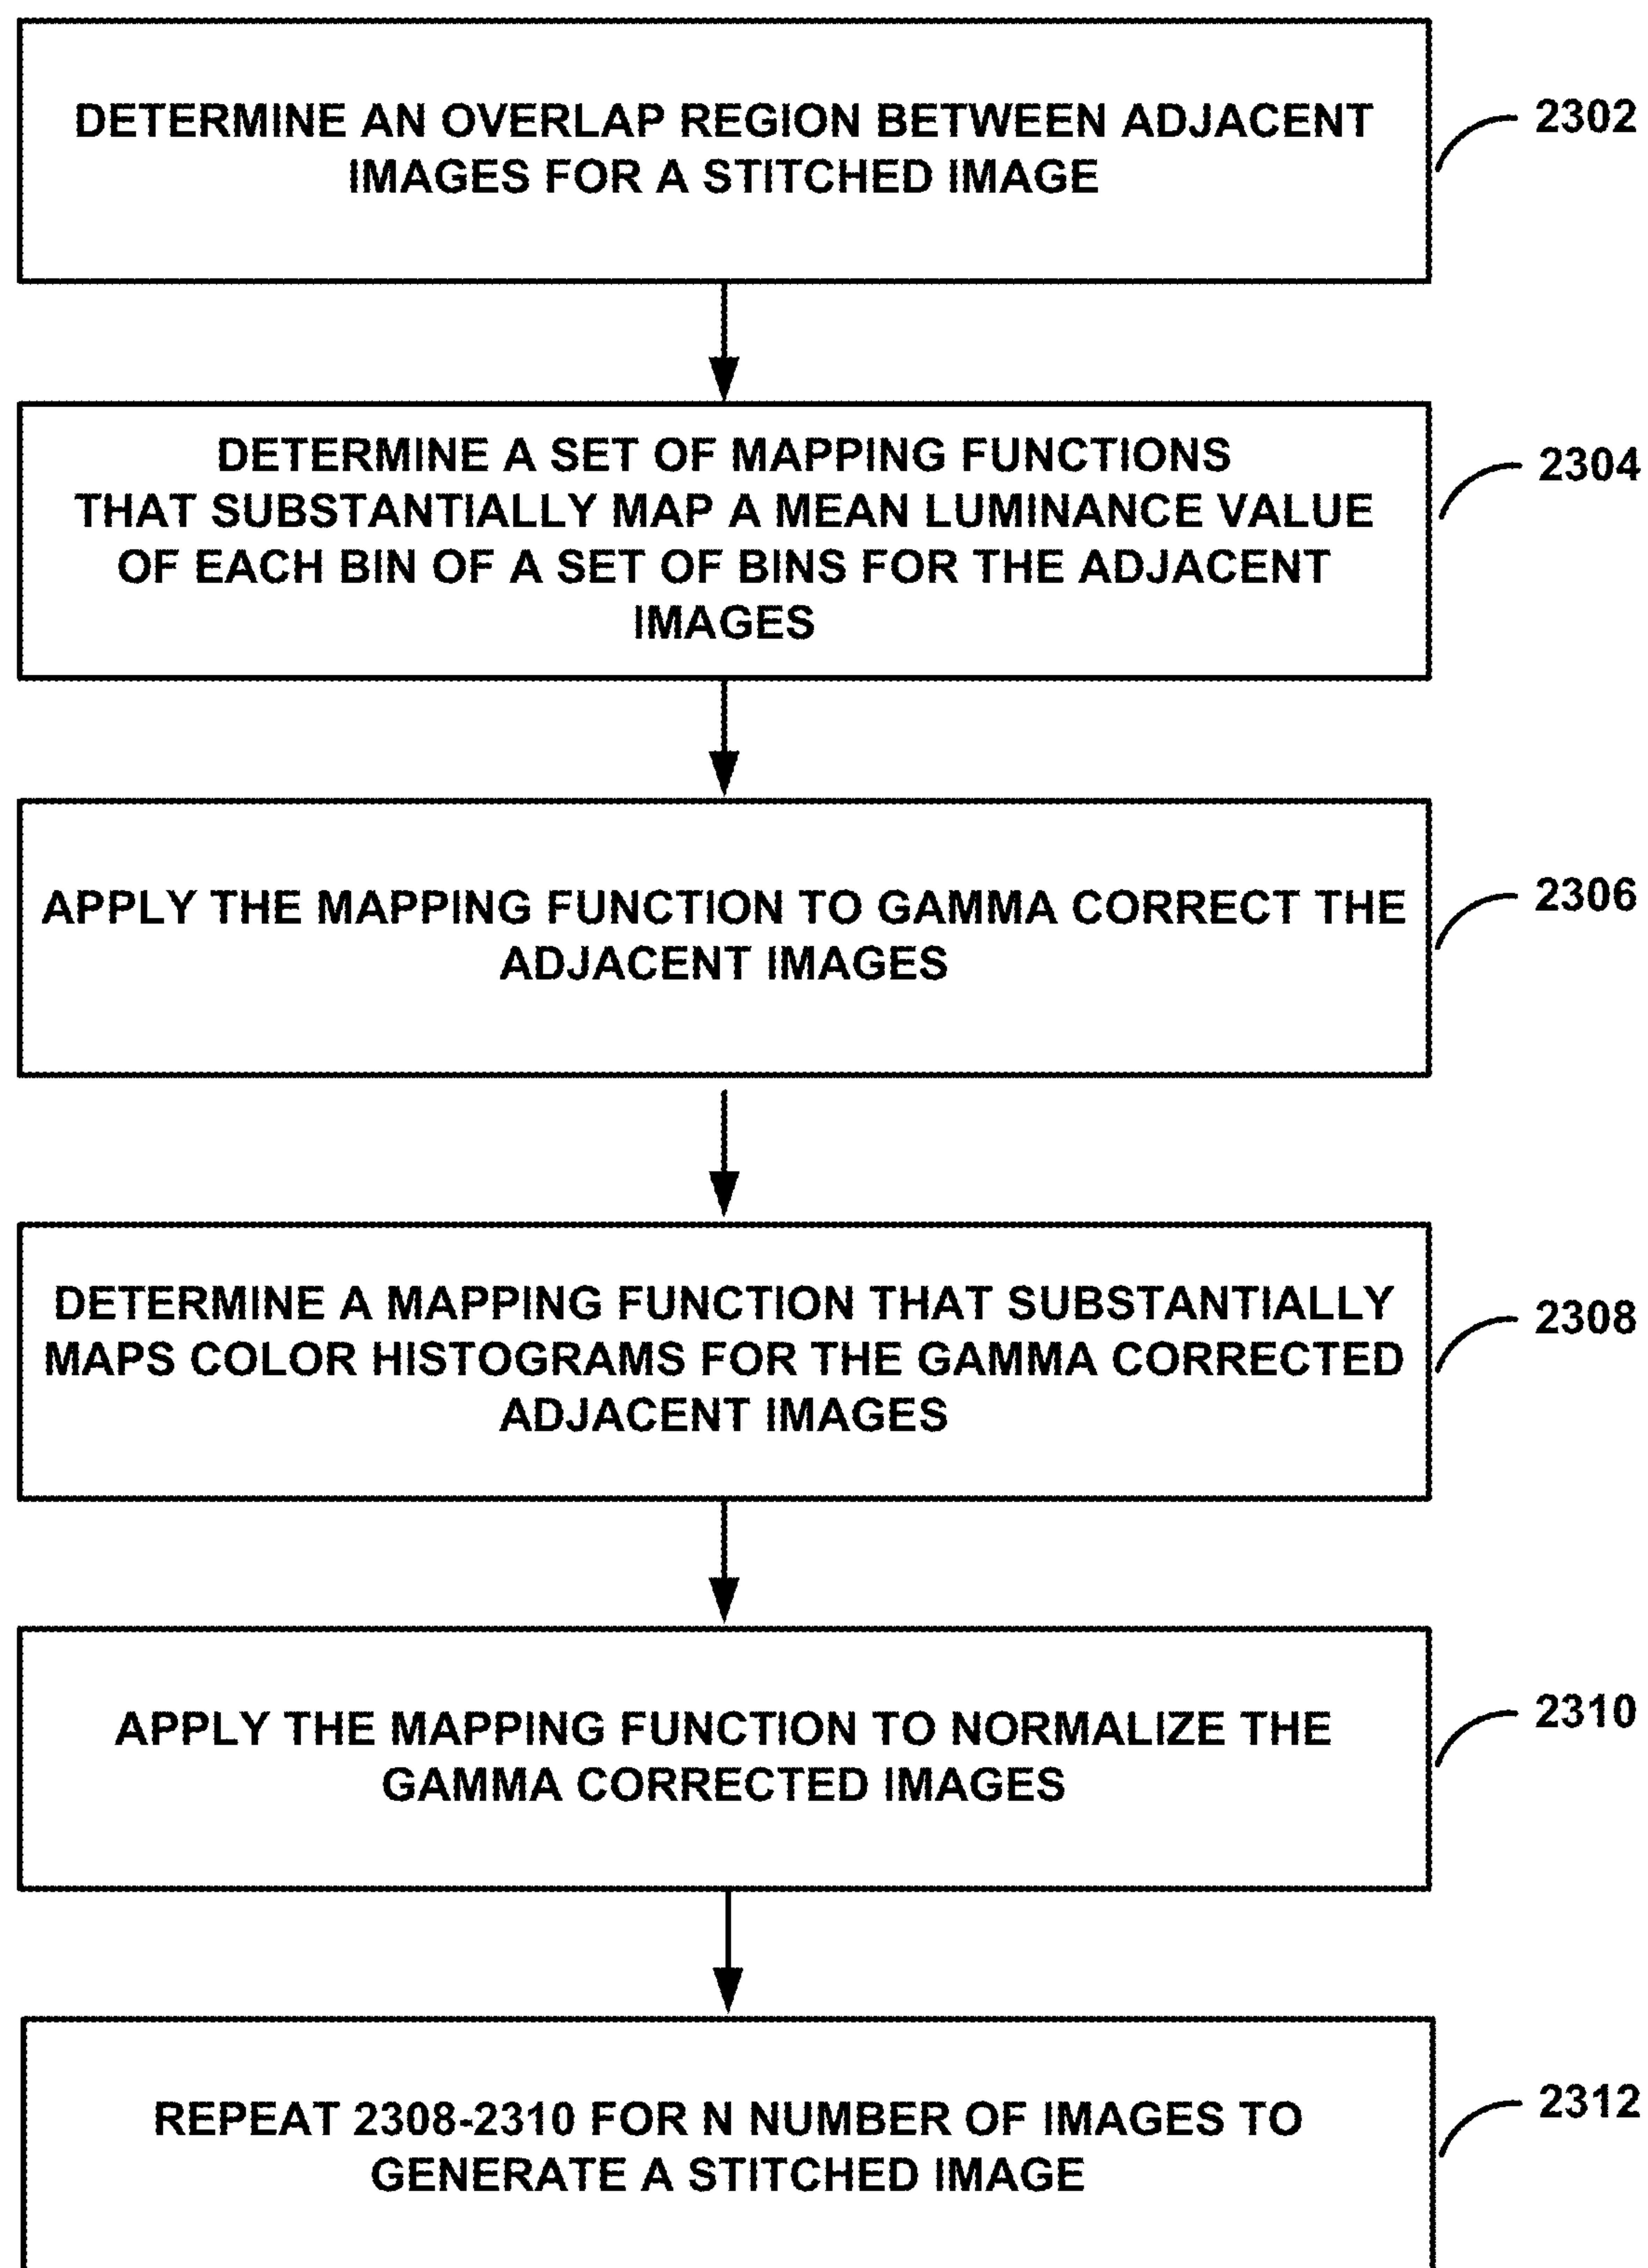 DETERMINE AN OVERLAP REGION BETWEEN ADJACENT
IMAGES FOR A STITCHED IMAGE
2302
DETERMINE A SET OF MAPPING FUNCTIONS
THAT SUBSTANTIALLY MAP A MEAN LUMINANCE VALUE
OF EACH BIN OF A SET OF BINS FOR THE ADJACENT
IMAGES
2304
APPLY THE MAPPING FUNCTION TO GAMMA CORRECT THE
ADJACENT IMAGES
2306
DETERMINE A MAPPING FUNCTION THAT SUBSTANTIALLY
MAPS COLOR HISTOGRAMS FOR THE GAMMA CORRECTED
ADJACENT IMAGES
2308
APPLY THE MAPPING FUNCTION TO NORMALIZE THE
GAMMA CORRECTED IMAGES
2310
REPEAT 2308-2310 FOR N NUMBER OF IMAGES TO
GENERATE A STITCHED IMAGE
2312